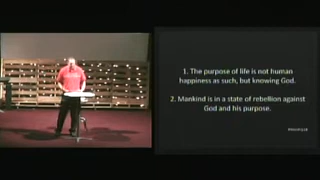 1. The purpose of life is not human
happiness as such, but knowing God.
2. Mankind is in a state of rebellion against
God and his purpose.